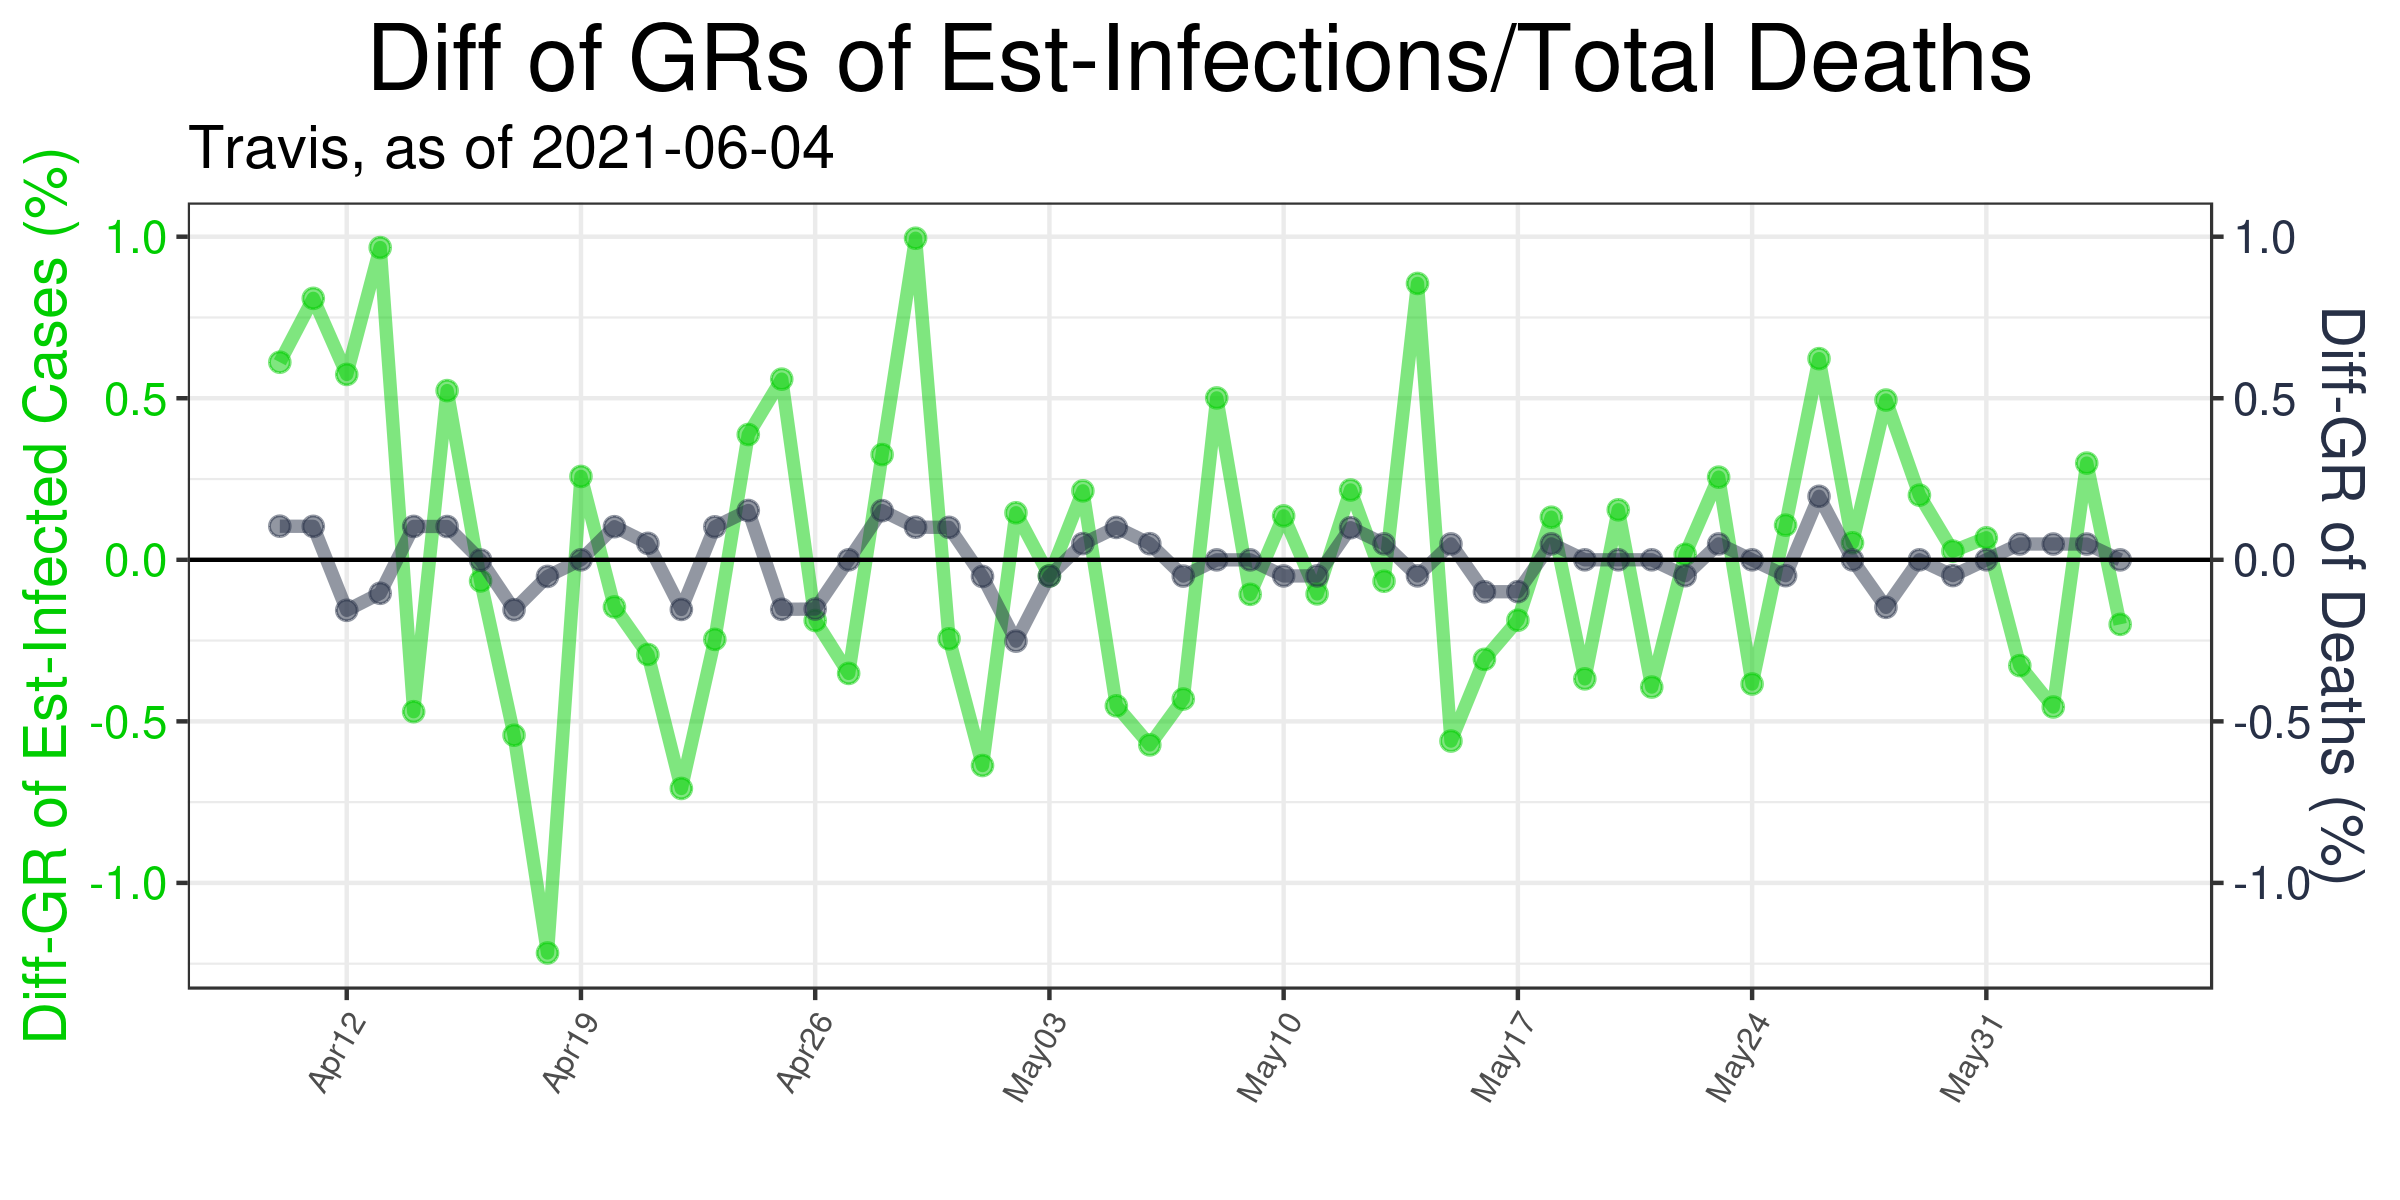 Diff of GRs of Est-Infections/Total Deaths
Travis, as of 2021-06-04
Diff-GR of Est-Infected Cases (%)
1.0
0.5
0.0
-0.5
-1.0
1.0
0.5
0.0
-0.5
-1.0
Diff-GR of Deaths (%)
Apr12
Apr19
Apr26
May03
May10
May17
May24
May31